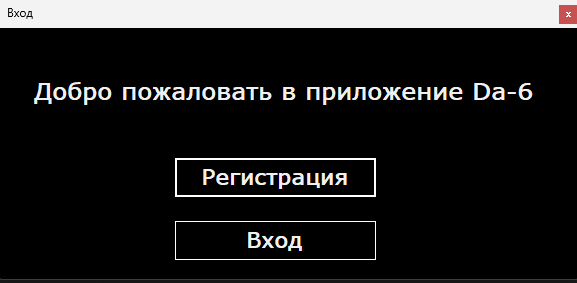 Вход
x
Добро пожаловать в приложение Da-6
Регистрация
Вход